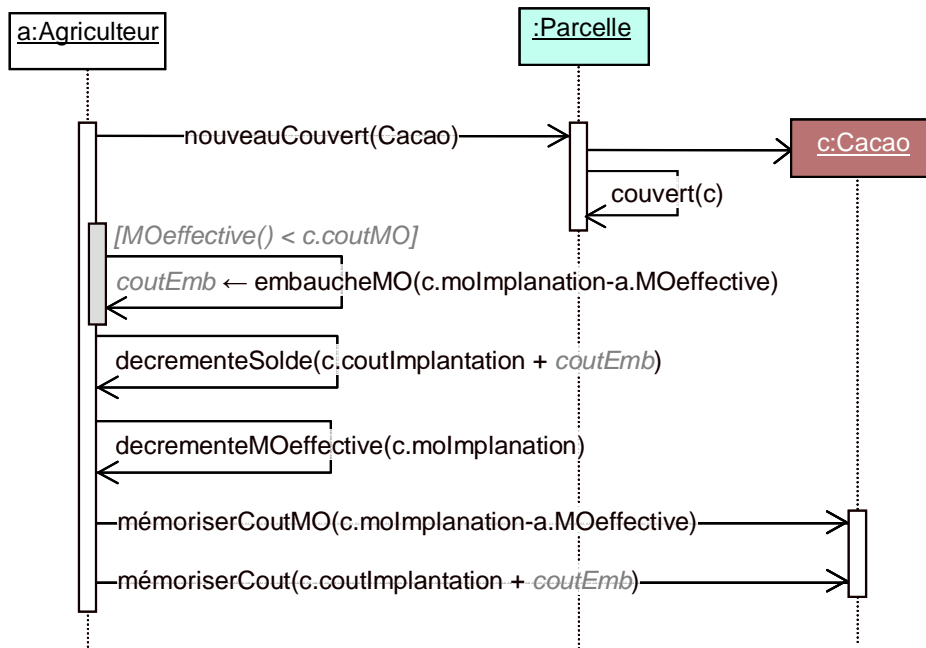 a:Agriculteur
:Parcelle
nouveauCouvert(Cacao)
c:Cacao
couvert(c)
[MOeffective() < c.coutMO]
coutEmb ← embaucheMO(c.moImplanation-a.MOeffective)
decrementeSolde(c.coutImplantation + coutEmb)
decrementeMOeffective(c.moImplanation)
mémoriserCoutMO(c.moImplanation-a.MOeffective)
mémoriserCout(c.coutImplantation + coutEmb)